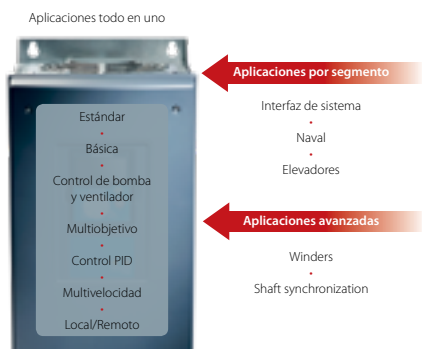 Aplicaciones todo en uno
Estándar
•
Básica
•
Control de bomba
y ventilador
•
Multiobjetivo
•
Control PID
•
Multivelocidad
•
Local/Remoto
Aplicaciones por segmento
Interfaz de sistema
•
Naval
•
Elevadores
Aplicaciones avanzadas
Winders
•
Shaft synchronization